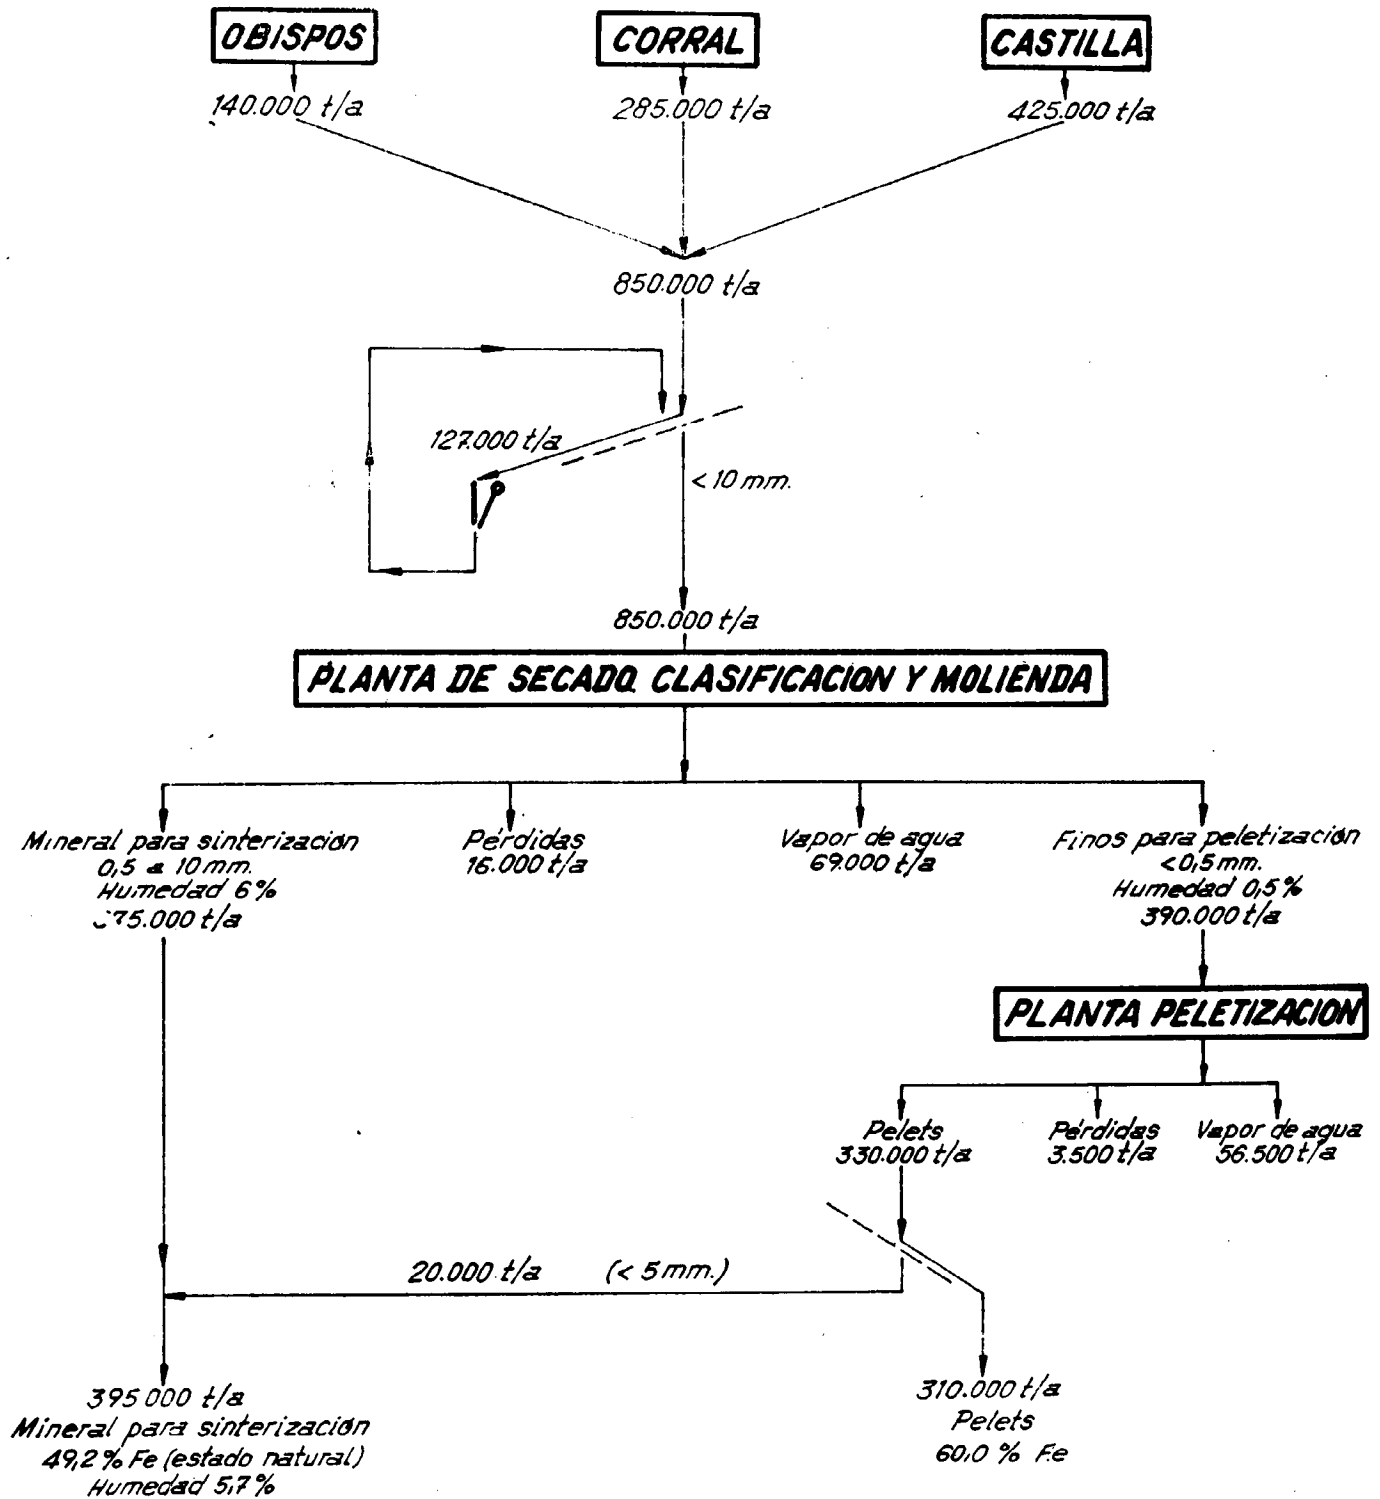 OBISPOS
CORRAL
CASTILLA
140.000 t/a
285.000 t/a
425.000 t/a
850.000 t/a
127.000 t/a
< 10 mm.
850.000 t/a
PLANTA DE SECADO, CLASIFICACION Y MOLIENDA
Mineral para sinterización
0,5 a 10 mm.
Humedad 6%
75.000 t/a
Pérdidas
16.000 t/a
Vapor de agua
69.000 t/a
Finos para peletización
<0,5 mm.
Humedad 0,5%
390.000 t/a
PLANTA PELETIZACION
Pelets
330.000 t/a
Pérdidas
3.500 t/a
Vapor de agua
56.500 t/a
20.000 t/a (< 5 mm.)
395.000 t/a
Mineral para sinterización
49,2% Fe (estado natural)
Humedad 5,7%
310.000 t/a
Pelets
60,0 % Fe